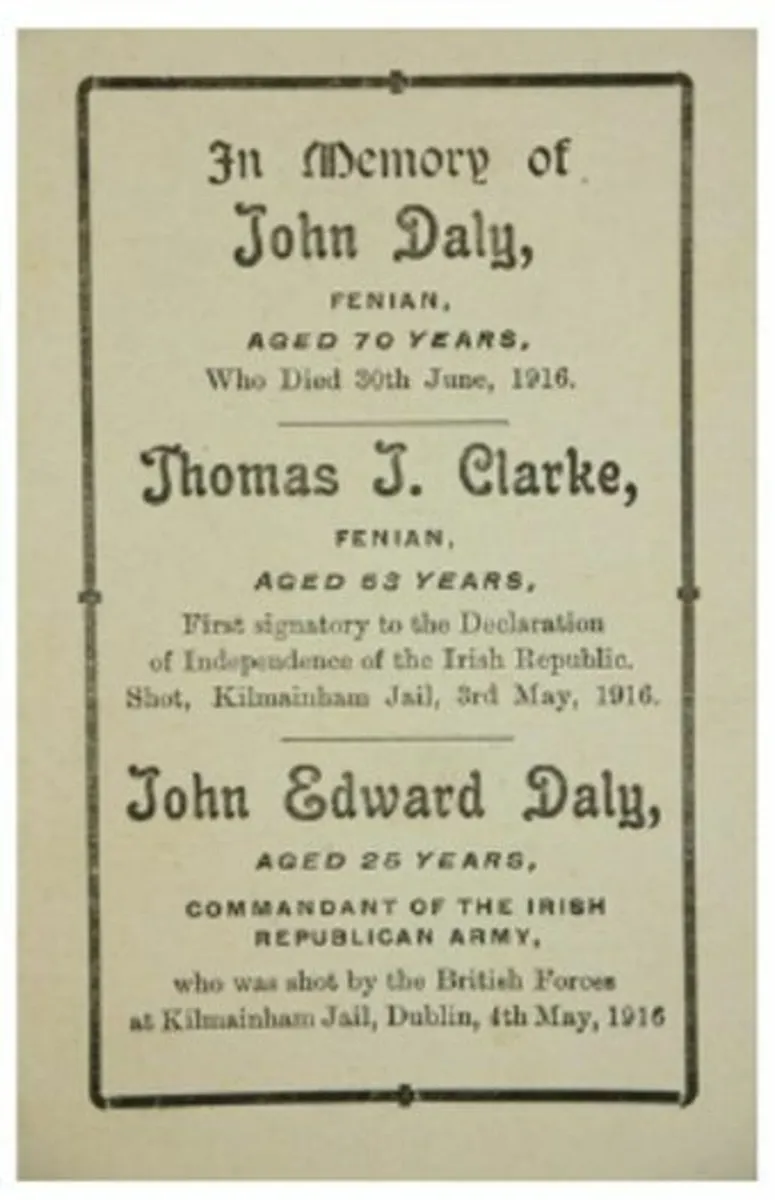 In Memory of
John Daly,
FENIAN,
AGED 70 YEARS,
Who Died 30th June, 1916.
Thomas J. Clarke,
FENIAN,
AGED 53 YEARS,
First signatory to the Declaration
of Independence of the Irish Republic.
Shot, Kilmainham Jail, 3rd May, 1916.
John Edward Daly,
AGED 25 YEARS,
COMMANDANT OF THE IRISH
REPUBLICAN ARMY,
who was shot by the British Forces
at Kilmainham Jail, Dublin, 4th May, 1916